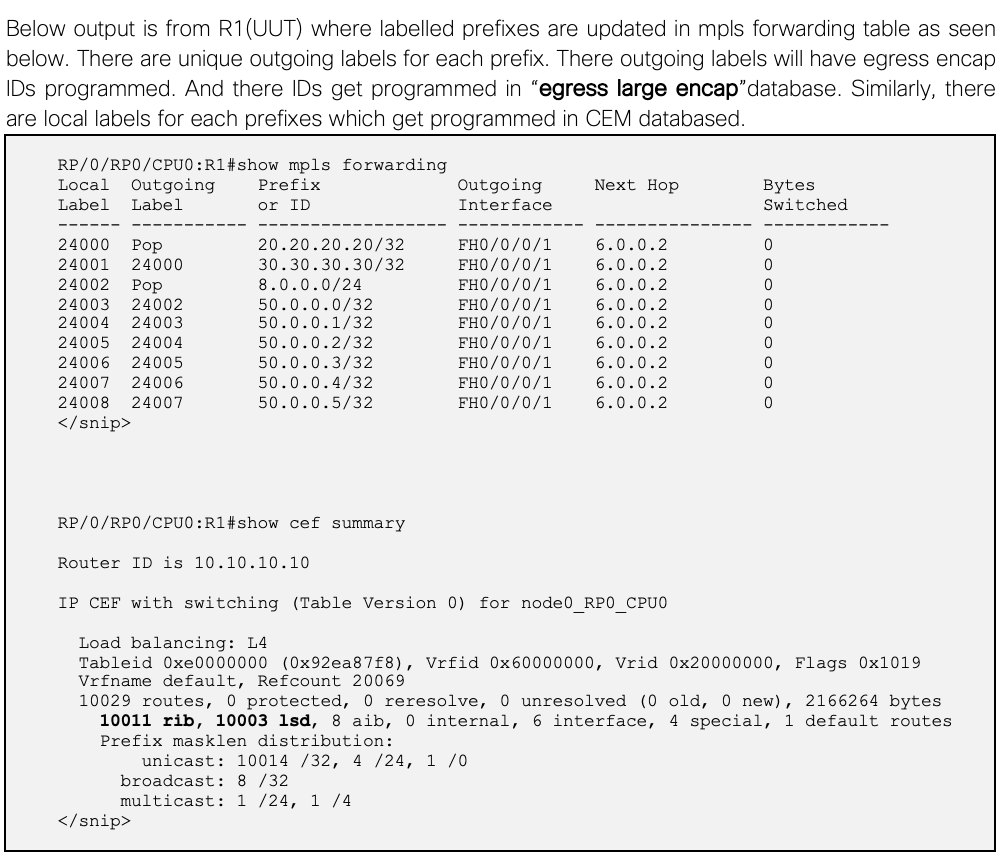 Below output is from R1(UUT) where labelled prefixes are updated in mpls forwarding table as seen
below. There are unique outgoing labels for each prefix. There outgoing labels will have egress encap
IDs programmed. And there IDs get programmed in “egress large encap”database. Similarly, there
are local labels for each prefixes which get programmed in CEM databased.
RP/0/RP0/CPU0:R1#show mpls forwarding
Local  Outgoing    Prefix             Outgoing     Next Hop        Bytes
Label  Label       or ID              Interface                    Switched
------ ----------- ------------------ ------------ --------------- ------------
24000  Pop         20.20.20.20/32     FH0/0/0/1    6.0.0.2         0
24001  24000       30.30.30.30/32     FH0/0/0/1    6.0.0.2         0
24002  Pop         8.0.0.0/24         FH0/0/0/1    6.0.0.2         0
24003  24002       50.0.0.0/32        FH0/0/0/1    6.0.0.2         0
24004  24003       50.0.0.1/32        FH0/0/0/1    6.0.0.2         0
24005  24004       50.0.0.2/32        FH0/0/0/1    6.0.0.2         0
24006  24005       50.0.0.3/32        FH0/0/0/1    6.0.0.2         0
24007  24006       50.0.0.4/32        FH0/0/0/1    6.0.0.2         0
24008  24007       50.0.0.5/32        FH0/0/0/1    6.0.0.2         0
</snip>
RP/0/RP0/CPU0:R1#show cef summary
Router ID is 10.10.10.10
IP CEF with switching (Table Version 0) for node0_RP0_CPU0
Load balancing: L4
Tableid 0xe0000000 (0x92ea87f8), Vrfid 0x60000000, Vrid 0x20000000, Flags 0x1019
Vrfname default, Refcount 20069
10029 routes, 0 protected, 0 reresolve, 0 unresolved (0 old, 0 new), 2166264 bytes
10011 rib, 10003 lsd, 8 aib, 0 internal, 6 interface, 4 special, 1 default routes
Prefix masklen distribution:
unicast: 10014 /32, 4 /24, 1 /0
broadcast: 8 /32
multicast: 1 /24, 1 /4
</snip>